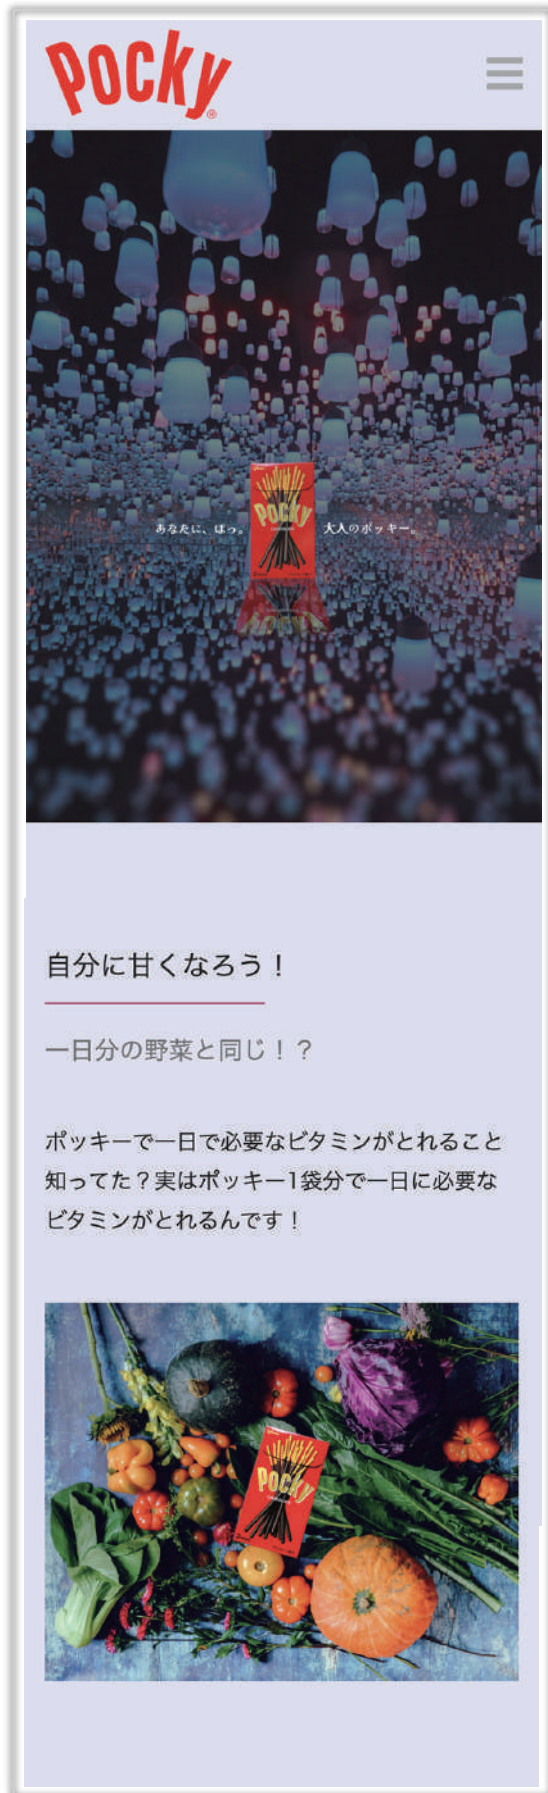 Pocky®
あなたに、はっ。
Pocky
大人のポッキー。
自分に甘くなろう！
一日分の野菜と同じ！？
ポッキーで一日で必要なビタミンがとれること
知ってた？実はポッキー1袋分で一日に必要な
ビタミンがとれるんです！
Pocky